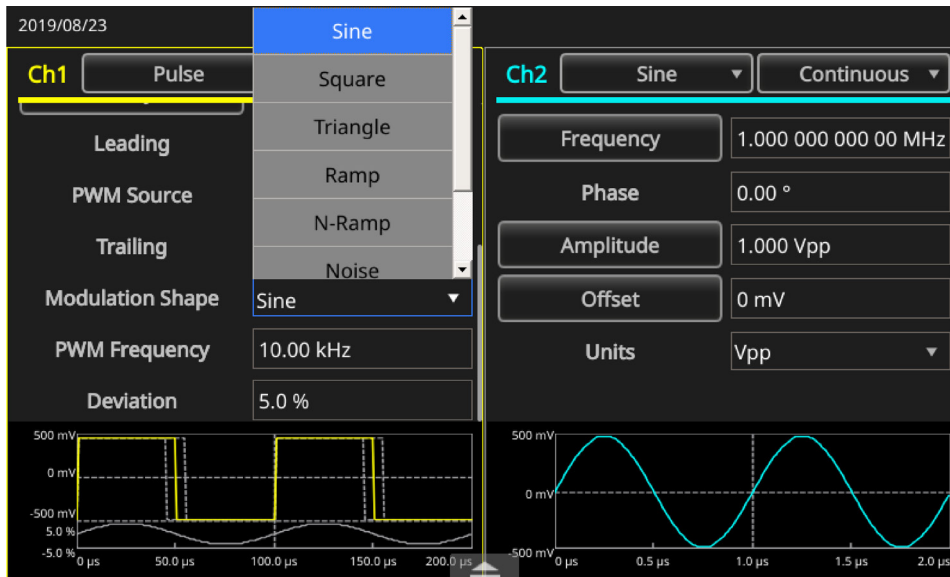 2019/08/23
Ch1 Pulse
Leading
PWM Source
Trailing
Modulation Shape Sine
PWM Frequency 10.00 kHz
Deviation 5.0 %
Sine
Square
Triangle
Ramp
N-Ramp
Noise
500 mV
0 mV
-500 mV
5.0 %
-5.0 %
0 µs 50.0 µs 100.0 µs 150.0 µs 200.0 µs
Ch2 Sine Continuous
Frequency 1.000 000 000 00 MHz
Phase 0.00 °
Amplitude 1.000 Vpp
Offset 0 mV
Units Vpp
500 mV
0 mV
-500 mV
0 µs 0.5 µs 1.0 µs 1.5 µs 2.0 µs